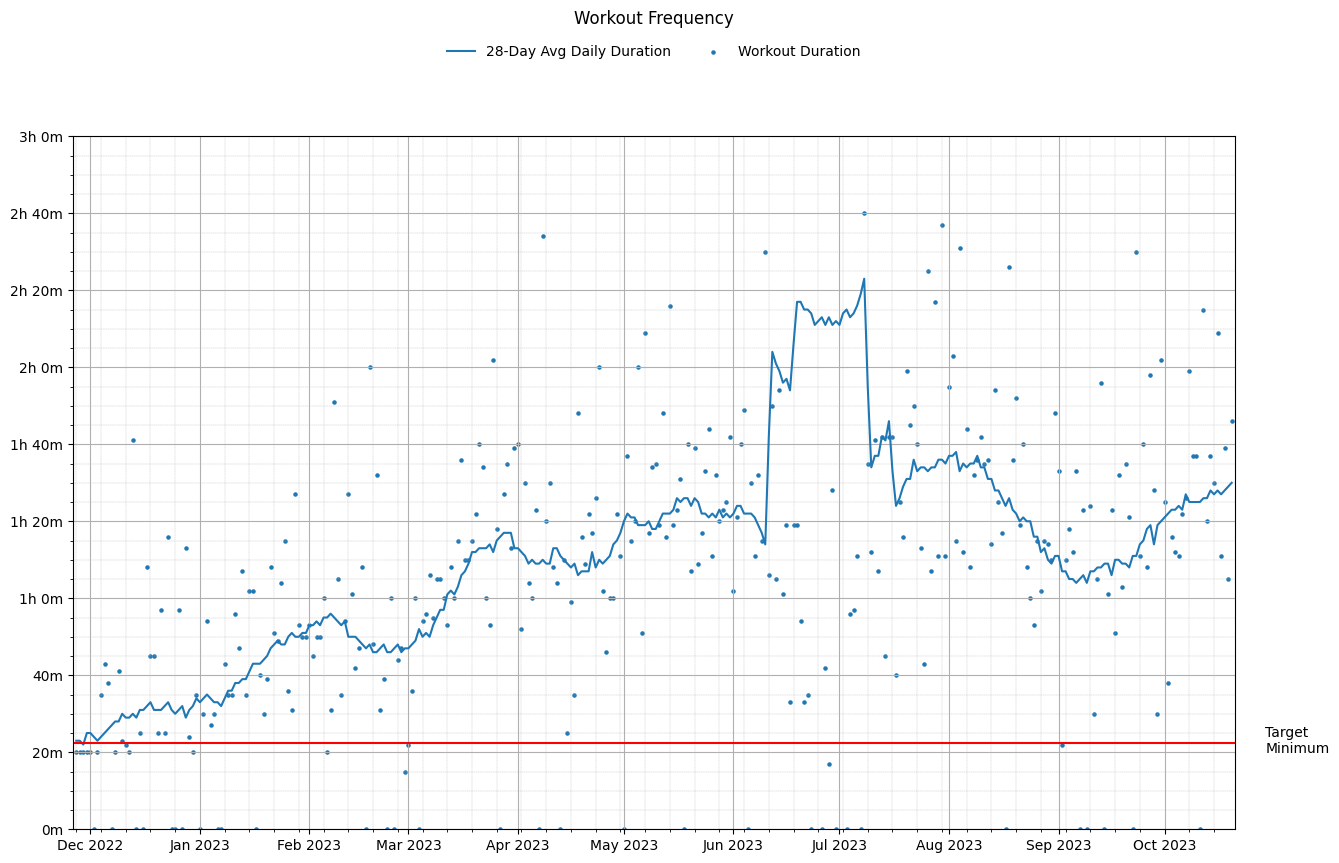 Workout Frequency
28-Day Avg Daily Duration
Workout Duration
3h 0m
2h 40m
2h 20m
2h 0m
1h 40m
1h 20m
1h 0m
40m
20m
0m
Target
Minimum
Dec 2022 Jan 2023 Feb 2023 Mar 2023 Apr 2023 May 2023 Jun 2023 Jul 2023 Aug 2023 Sep 2023 Oct 2023